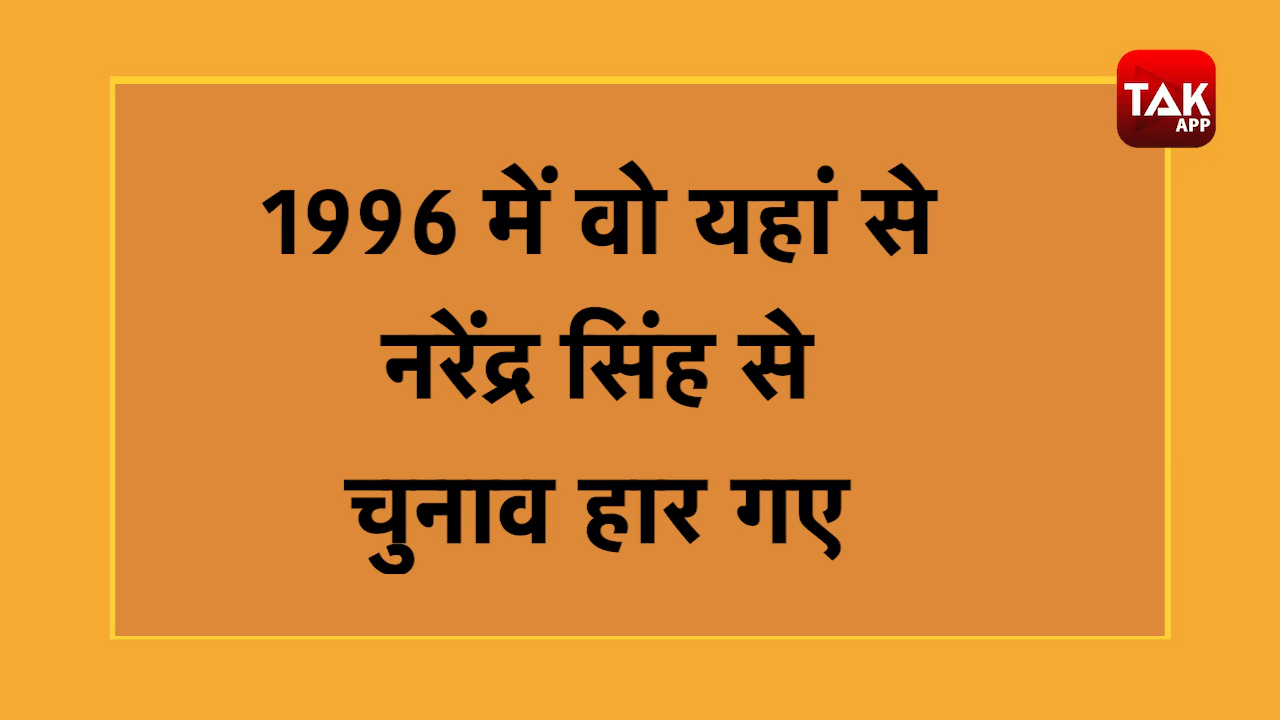 TAK
APP
1996 में वो यहां से
नरेंद्र सिंह से
चुनाव हार गए